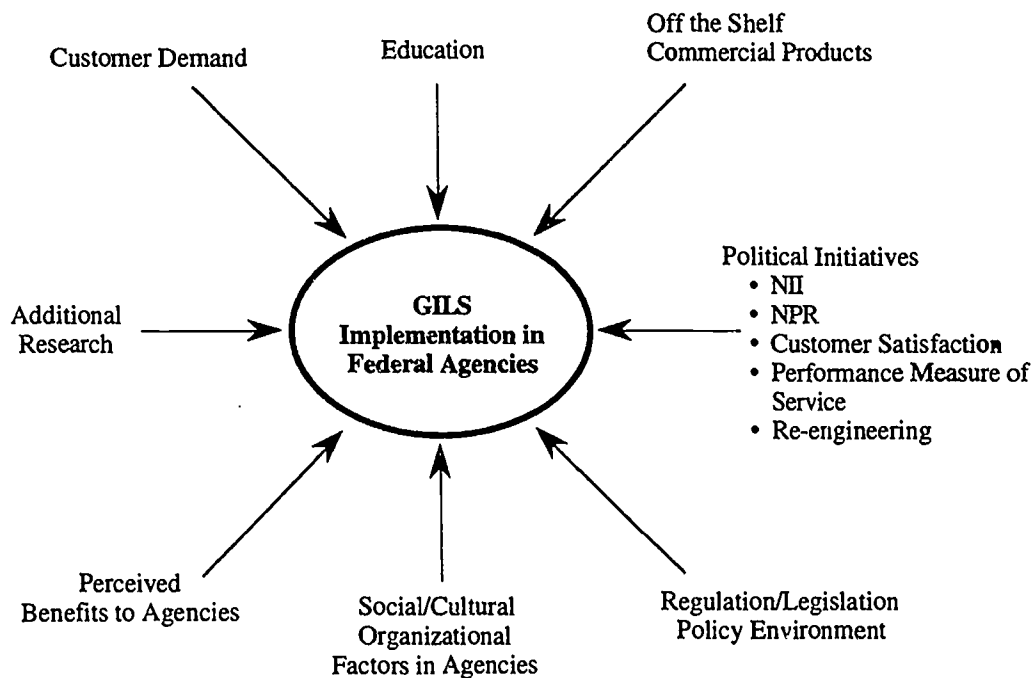 Off the Shelf
Commercial Products
Customer Demand
Education
Political Initiatives
• NII
• NPR
• Customer Satisfaction
• Performance Measure of
Service
• Re-engineering
GILS
Implementation in
Federal Agencies
Additional
Research
Perceived
Benefits to Agencies
Social/Cultural
Organizational
Factors in Agencies
Regulation/Legislation
Policy Environment